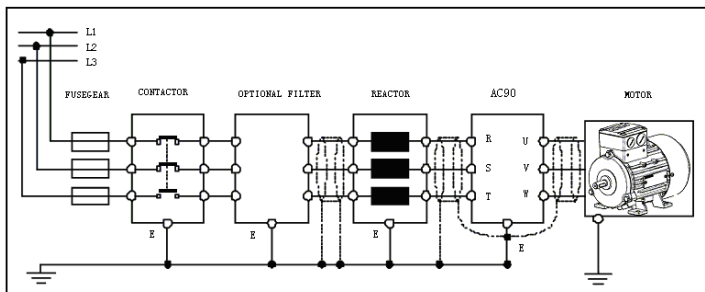 L1
L2
L3
FUSEGEAR
CONTACTOR
OPTIONAL FILTER
REACTOR
AC90
MOTOR
R
S
T
U
V
W
E
E
E
E